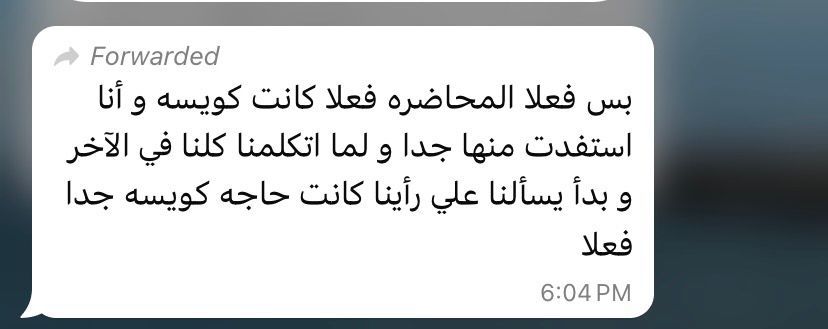 Forwarded
بس فعلا المحاضره فعلا كانت كويسه و أنا
استفدت منها جدا و لما اتكلمنا كلنا في الآخر
و بدأ يسألنا علي رأينا كانت حاجه كويسه جدا
فعلا
6:04 PM